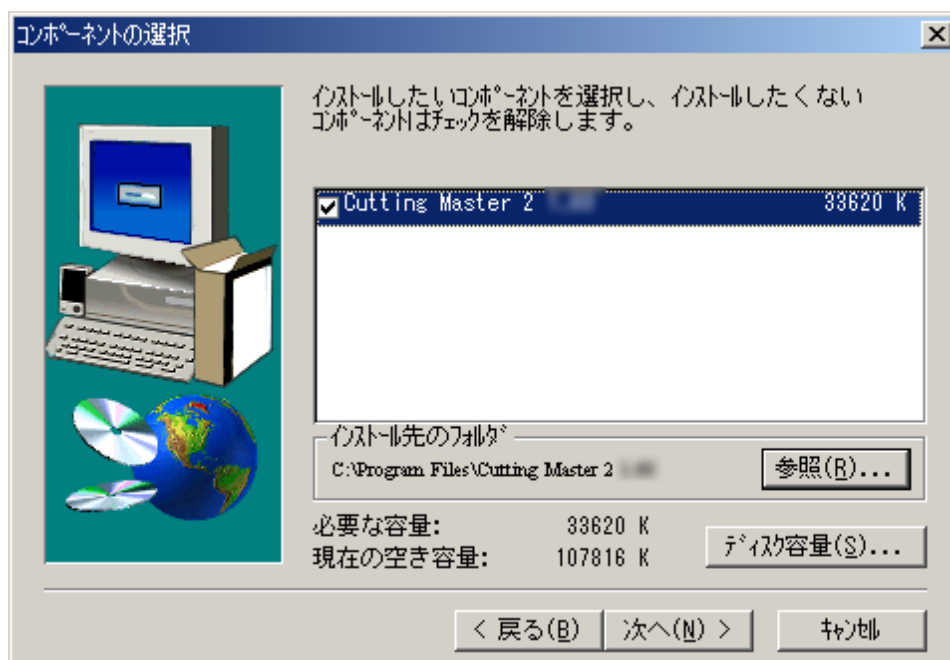 コンポーネントの選択
インストールしたいコンポーネントを選択し、インストールしたくない
コンポーネントはチェックを解除します。
Cutting Master 2 33620 K
インストール先のフォルダ
C:\Program Files\Cutting Master 2
参照(R)...
必要な容量: 33620 K
現在の空き容量: 107816 K
ディスク容量(S)...
< 戻る(B) 次へ(N) > キャンセル